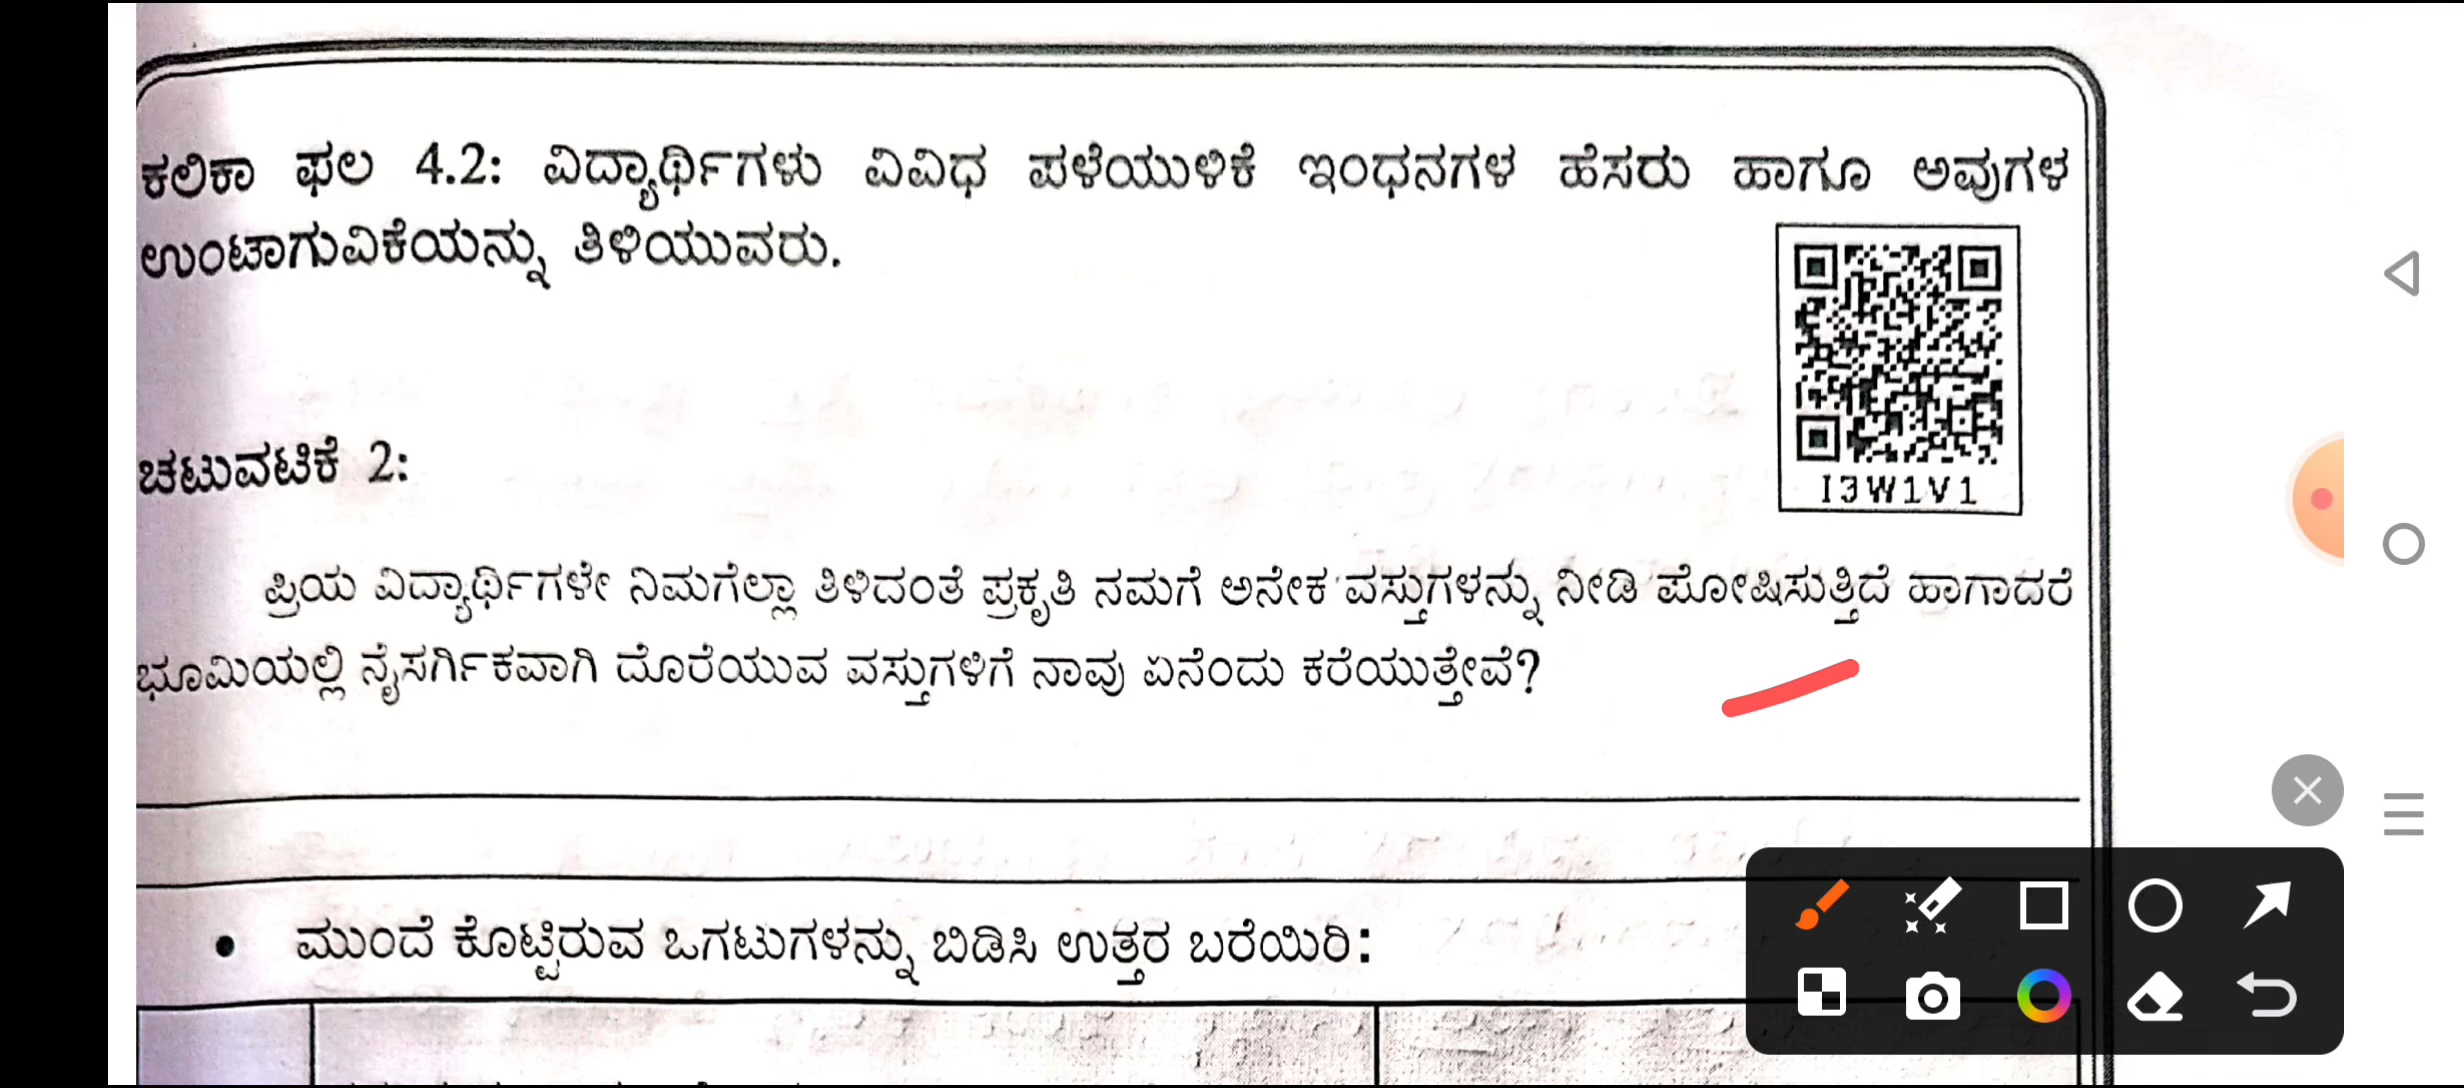 ಕಲಿಕಾ ಫಲ 4.2: ವಿದ್ಯಾರ್ಥಿಗಳು ವಿವಿಧ ಪಳೆಯುಳಿಕೆ ಇಂಧನಗಳ ಹೆಸರು ಹಾಗೂ ಅವುಗಳ
ಉಂಟಾಗುವಿಕೆಯನ್ನು ತಿಳಿಯುವರು.
I3W1V1
ಚಟುವಟಿಕೆ 2:
ಪ್ರಿಯ ವಿದ್ಯಾರ್ಥಿಗಳೇ ನಿಮಗೆಲ್ಲಾ ತಿಳಿದಂತೆ ಪ್ರಕೃತಿ ನಮಗೆ ಅನೇಕ ವಸ್ತುಗಳನ್ನು ನೀಡಿ ಪೋಷಿಸುತ್ತಿದೆ ಹಾಗಾದರೆ
ಭೂಮಿಯಲ್ಲಿ ನೈಸರ್ಗಿಕವಾಗಿ ದೊರೆಯುವ ವಸ್ತುಗಳಿಗೆ ನಾವು ಏನೆಂದು ಕರೆಯುತ್ತೇವೆ?
• ಮುಂದೆ ಕೊಟ್ಟಿರುವ ಒಗಟುಗಳನ್ನು ಬಿಡಿಸಿ ಉತ್ತರ ಬರೆಯಿರಿ: